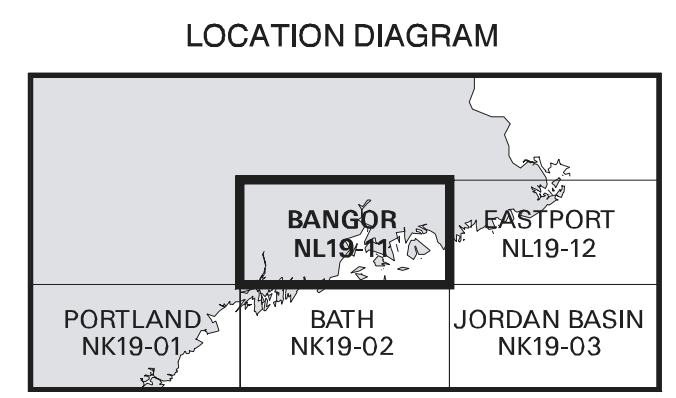 LOCATION DIAGRAM
BANGOR
NL19-11
EASTPORT
NL19-12
PORTLAND
NK19-01
BATH
NK19-02
JORDAN BASIN
NK19-03